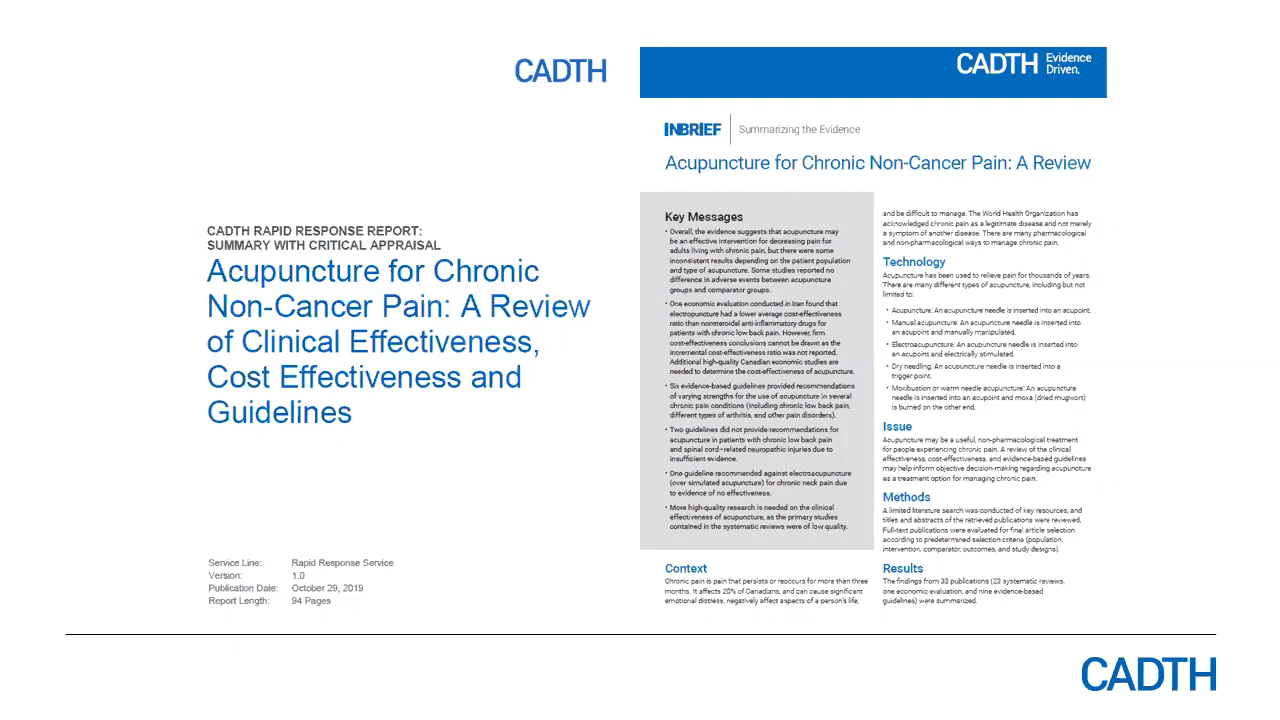 CADTH
CADTH RAPID RESPONSE REPORT:
SUMMARY WITH CRITICAL APPRAISAL
Acupuncture for Chronic
Non-Cancer Pain: A Review
of Clinical Effectiveness,
Cost Effectiveness and
Guidelines
Service Line: Rapid Response Service
Version: 1.0
Publication Date: October 29, 2019
Report Length: 94 Pages
CADTH Evidence
Driven.
INBRIEF Summarizing the Evidence
Acupuncture for Chronic Non-Cancer Pain: A Review
Key Messages
• Overall, the evidence suggests that acupuncture may
be an effective intervention for decreasing pain for
adults living with chronic pain, but there were some
inconsistent results depending on the patient population
and type of acupuncture. Some studies reported no
difference in adverse events between acupuncture
groups and comparator groups.
• One economic evaluation conducted in Iran found that
electropuncture had a lower average cost-effectiveness
ratio than nonsteroidal anti-inflammatory drugs for
patients with chronic low back pain. However, firm
cost-effectiveness conclusions cannot be drawn as the
incremental cost-effectiveness ratio was not reported.
Additional high-quality Canadian economic studies are
needed to determine the cost-effectiveness of acupuncture.
• Six evidence-based guidelines provided recommendations
of varying strengths for the use of acupuncture in several
chronic pain conditions (including chronic low back pain,
different types of arthritis, and other pain disorders).
• Two guidelines did not provide recommendations for
acupuncture in patients with chronic low back pain
and spinal cord–related neuropathic injuries due to
insufficient evidence.
• One guideline recommended against electroacupuncture
(over simulated acupuncture) for chronic neck pain due
to evidence of no effectiveness.
• More high-quality research is needed on the clinical
effectiveness of acupuncture, as the primary studies
contained in the systematic reviews were of low quality.
Context
Chronic pain is pain that persists or reoccurs for more than three
months. It affects 20% of Canadians, and can cause significant
emotional distress, negatively affect aspects of a person's life,
and be difficult to manage. The World Health Organization has
acknowledged chronic pain as a legitimate disease and not merely
a symptom of another disease. There are many pharmacological
and non-pharmacological ways to manage chronic pain.
Technology
Acupuncture has been used to relieve pain for thousands of years.
There are many different types of acupuncture, including but not
limited to:
• Acupuncture: An acupuncture needle is inserted into an acupoint.
• Manual acupuncture: An acupuncture needle is inserted into
an acupoint and manually manipulated.
• Electroacupuncture: An acupuncture needle is inserted into
an acupoint and electrically stimulated.
• Dry needling: An acupuncture needle is inserted into a
trigger point.
• Moxibustion or warm needle acupuncture: An acupuncture
needle is inserted into an acupoint and moxa (dried mugwort)
is burned on the other end.
Issue
Acupuncture may be a useful, non-pharmacological treatment
for people experiencing chronic pain. A review of the clinical
effectiveness, cost-effectiveness, and evidence-based guidelines
may help inform objective decision-making regarding acupuncture
as a treatment option for managing chronic pain.
Methods
A limited literature search was conducted of key resources, and
titles and abstracts of the retrieved publications were reviewed.
Full-text publications were evaluated for final article selection
according to predetermined selection criteria (population,
intervention, comparator, outcomes, and study designs).
Results
The findings from 33 publications (23 systematic reviews,
one economic evaluation, and nine evidence-based
guidelines) were summarized.
CADTH